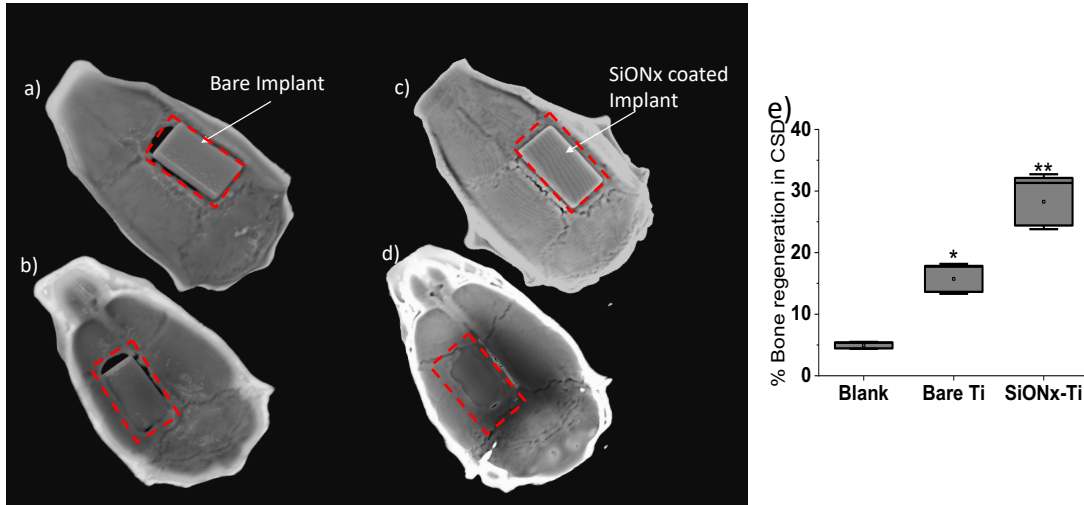 a)
Bare Implant
b)
c)
SiONx coated
Implant
d)
e)
% Bone regeneration in CSD
40
30
20
10
0
*
**
Blank
Bare Ti
SiONx-Ti